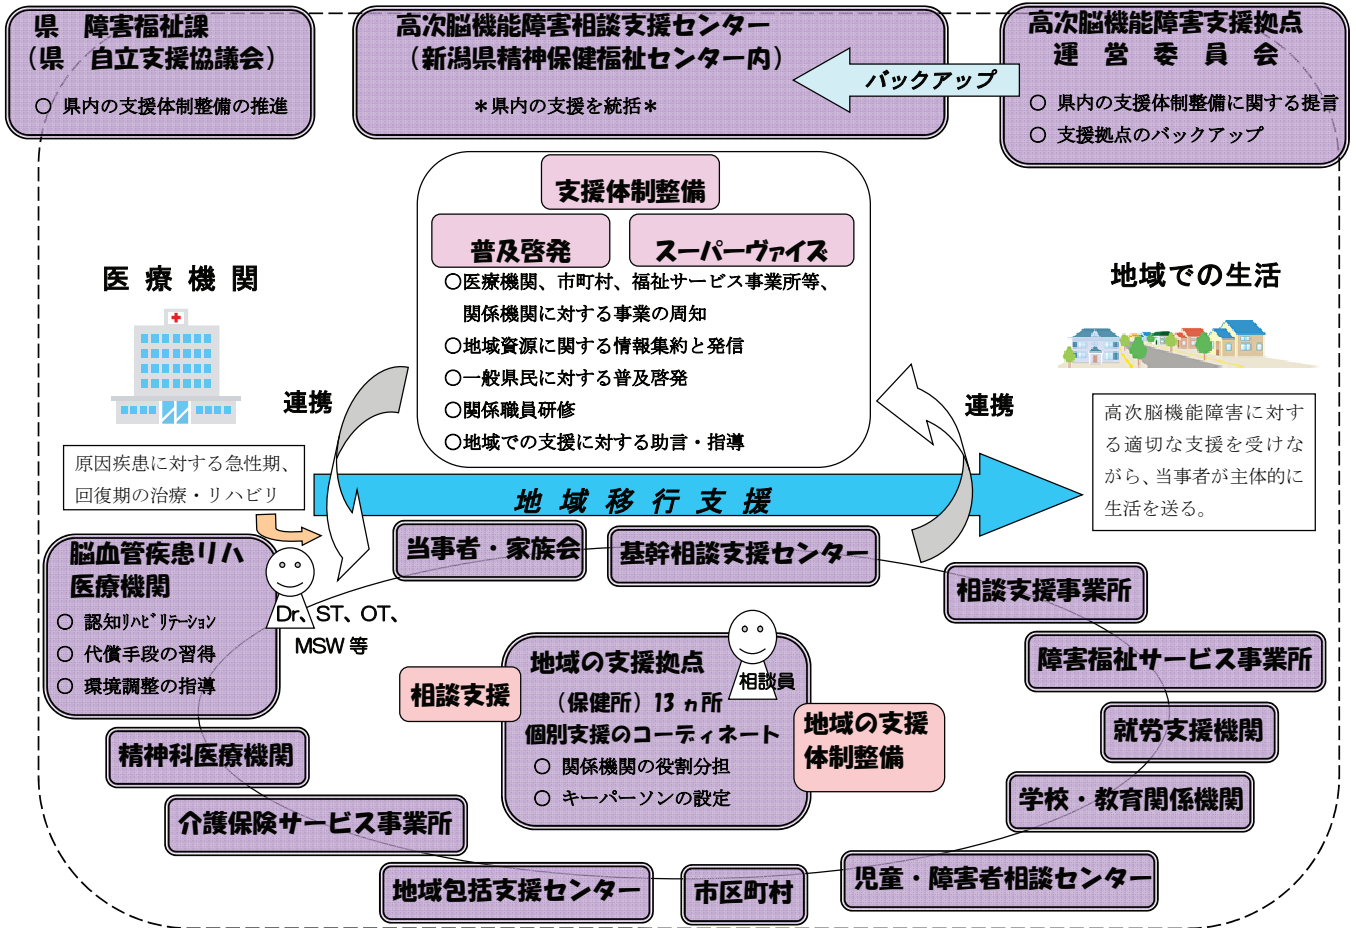 県　障害福祉課
（県　自立支援協議会）
○ 県内の支援体制整備の推進
高次脳機能障害相談支援センター
（新潟県精神保健福祉センター内）
＊県内の支援を統括＊
バックアップ
高次脳機能障害支援拠点
運　営　委　員　会
○ 県内の支援体制整備に関する提言
○ 支援拠点のバックアップ
支援体制整備
普及啓発
スーパーヴァイズ
○医療機関、市町村、福祉サービス事業所等、
関係機関に対する事業の周知
○地域資源に関する情報集約と発信
○一般県民に対する普及啓発
○関係職員研修
○地域での支援に対する助言・指導
医 療 機 関
連携
原因疾患に対する急性期、
回復期の治療・リハビリ
地域での生活
連携
高次脳機能障害に対す
る適切な支援を受けな
がら、当事者が主体的に
生活を送る。
地 域 移 行 支 援
脳血管疾患リハ
医療機関
○ 認知ﾘﾊﾋﾞﾘﾃｰｼｮﾝ
○ 代償手段の習得
○ 環境調整の指導
Dr、ST、OT、
MSW 等
当事者・家族会
基幹相談支援センター
相談支援事業所
障害福祉サービス事業所
就労支援機関
学校・教育関係機関
児童・障害者相談センター
市区町村
地域包括支援センター
介護保険サービス事業所
精神科医療機関
相談支援
地域の支援拠点
（保健所）13 ヵ所
個別支援のコーディネート
○ 関係機関の役割分担
○ キーパーソンの設定
相談員
地域の支援
体制整備